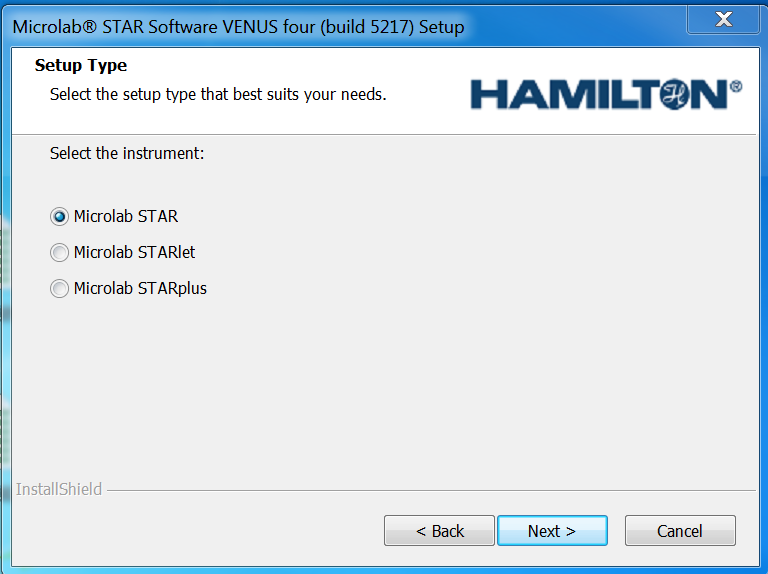 Microlab® STAR Software VENUS four (build 5217) Setup
Setup Type
Select the setup type that best suits your needs.
HAMILTON®
Select the instrument:
Microlab STAR
Microlab STARlet
Microlab STARplus
InstallShield
< Back Next > Cancel